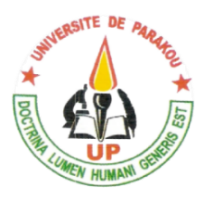 UNIVERSITE DE PARAKOU
UP
DOCTRINA LUMEN HUMANI GENERIS EST